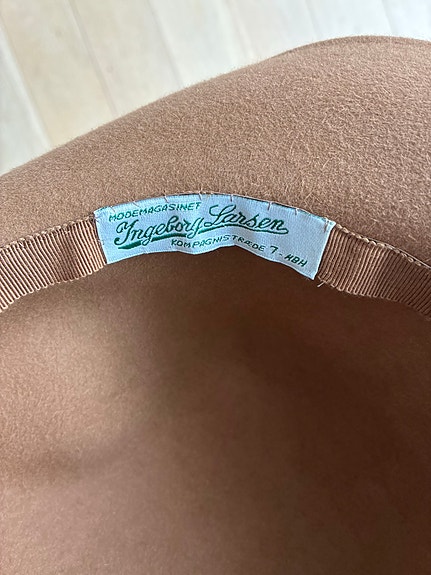 MODEMAGASINET
Ingeborg Larsen
KOMPAGNISTRÆDE 7 - KBH